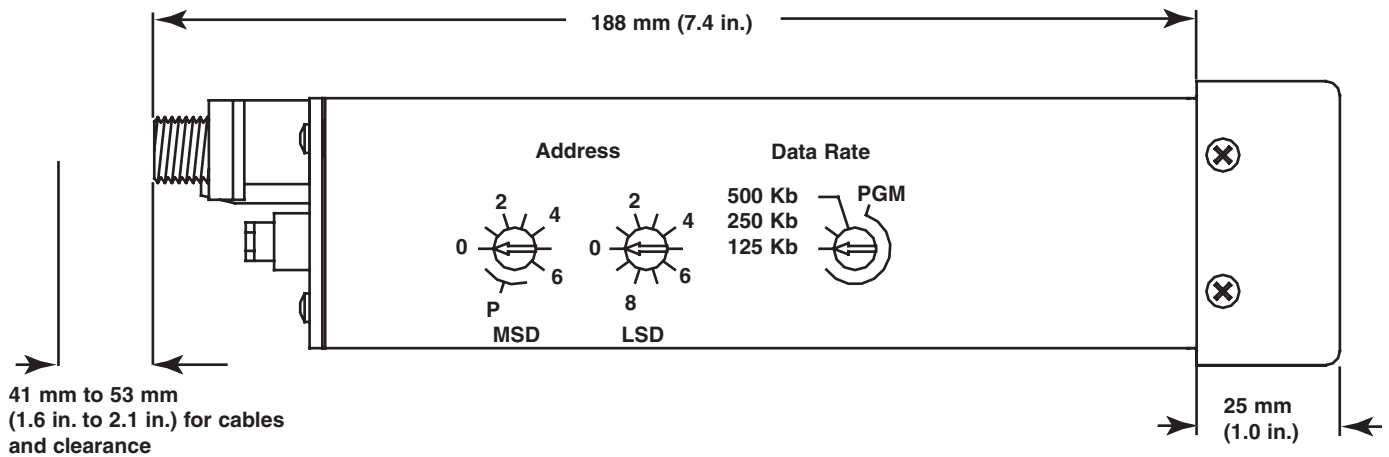 188 mm (7.4 in.)
Address
Data Rate
2
4
0
6
P
MSD
2
4
0
6
8
LSD
500 Kb
PGM
250 Kb
125 Kb
41 mm to 53 mm
(1.6 in. to 2.1 in.) for cables
and clearance
25 mm
(1.0 in.)